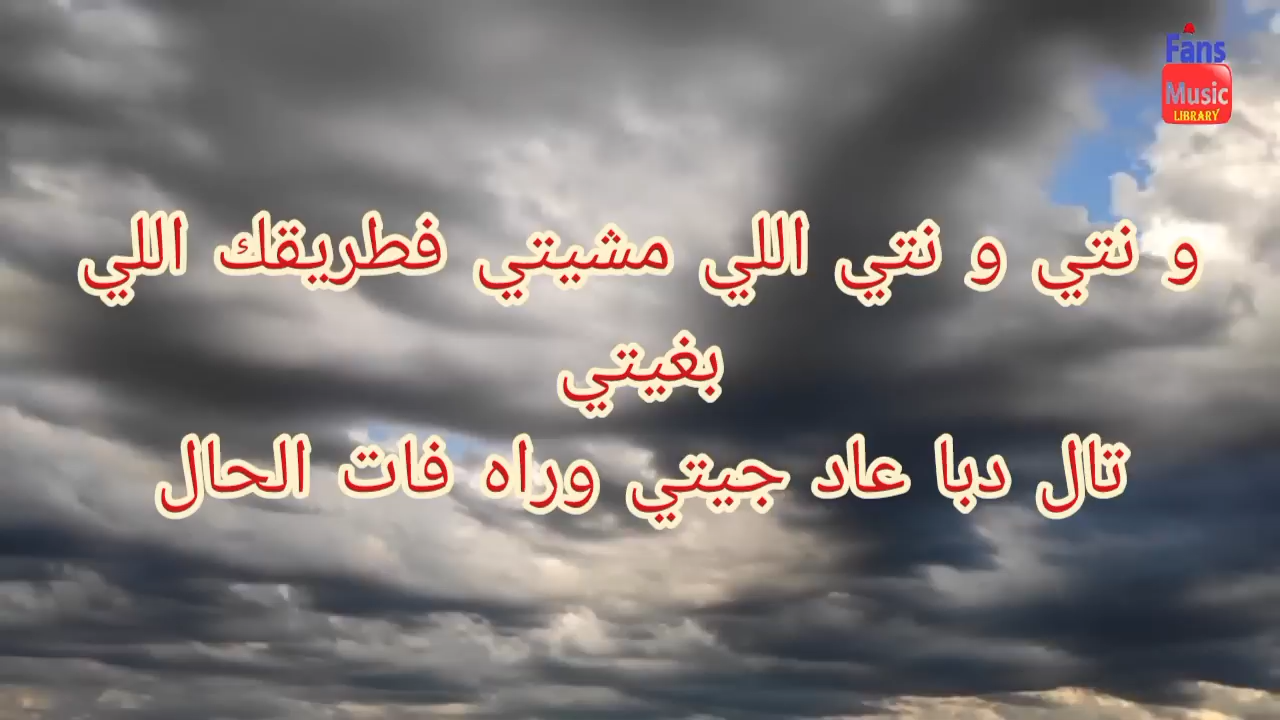 Fans
Music
LIBRARY
و نتي و نتي اللي مشيتي فطريقك اللي
بغيتي
تال دبا عاد جيتي وراه فات الحال